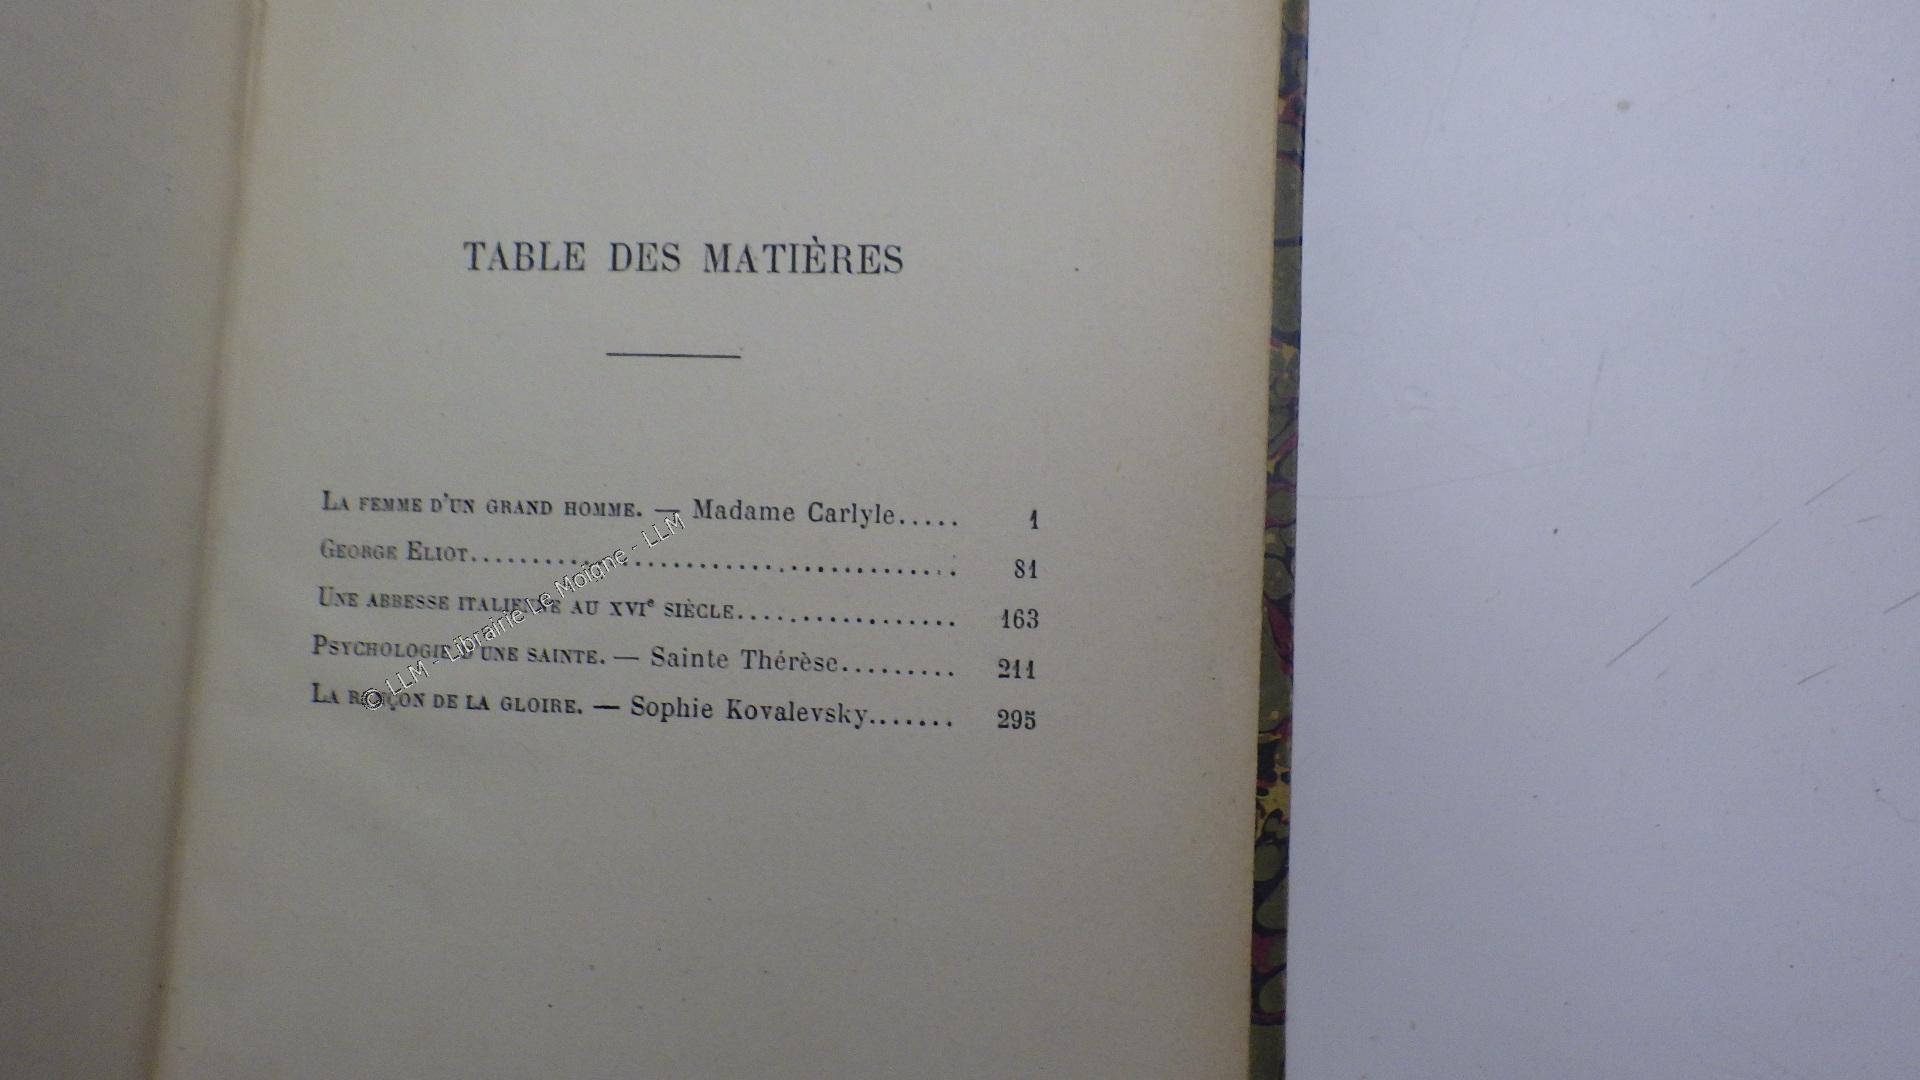 TABLE DES MATIÈRES
LA FEMME D'UN GRAND HOMME. — Madame Carlyle..... 1
GEORGE ELIOT........................................ 81
UNE ABBESSE ITALIENNE AU XVIe SIÈCLE.................. 163
PSYCHOLOGIE D'UNE SAINTE. — Sainte Thérèse......... 211
LA RANÇON DE LA GLOIRE. — Sophie Kovalevsky....... 295
© LLM - Librairie Le Moigne - LLM